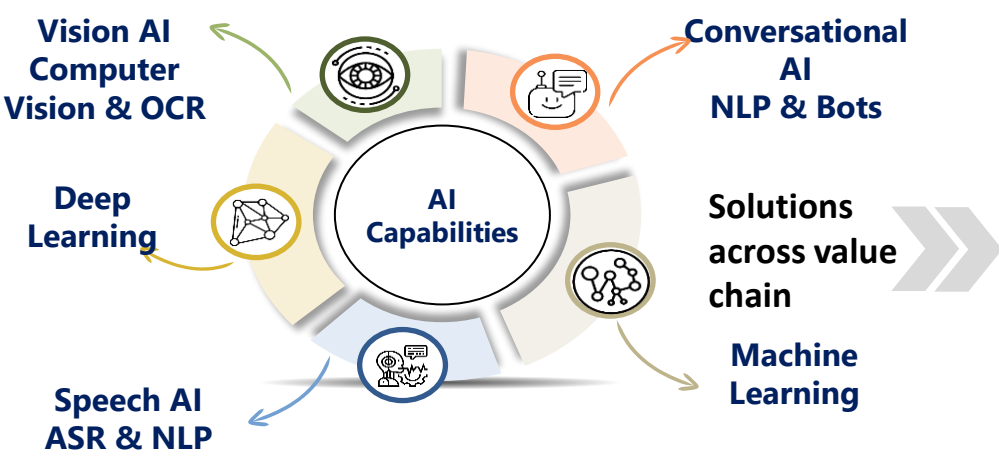 Vision AI
Computer
Vision & OCR
Conversational
AI
NLP & Bots
Deep
Learning
AI
Capabilities
Solutions
across value
chain
Machine
Learning
Speech AI
ASR & NLP